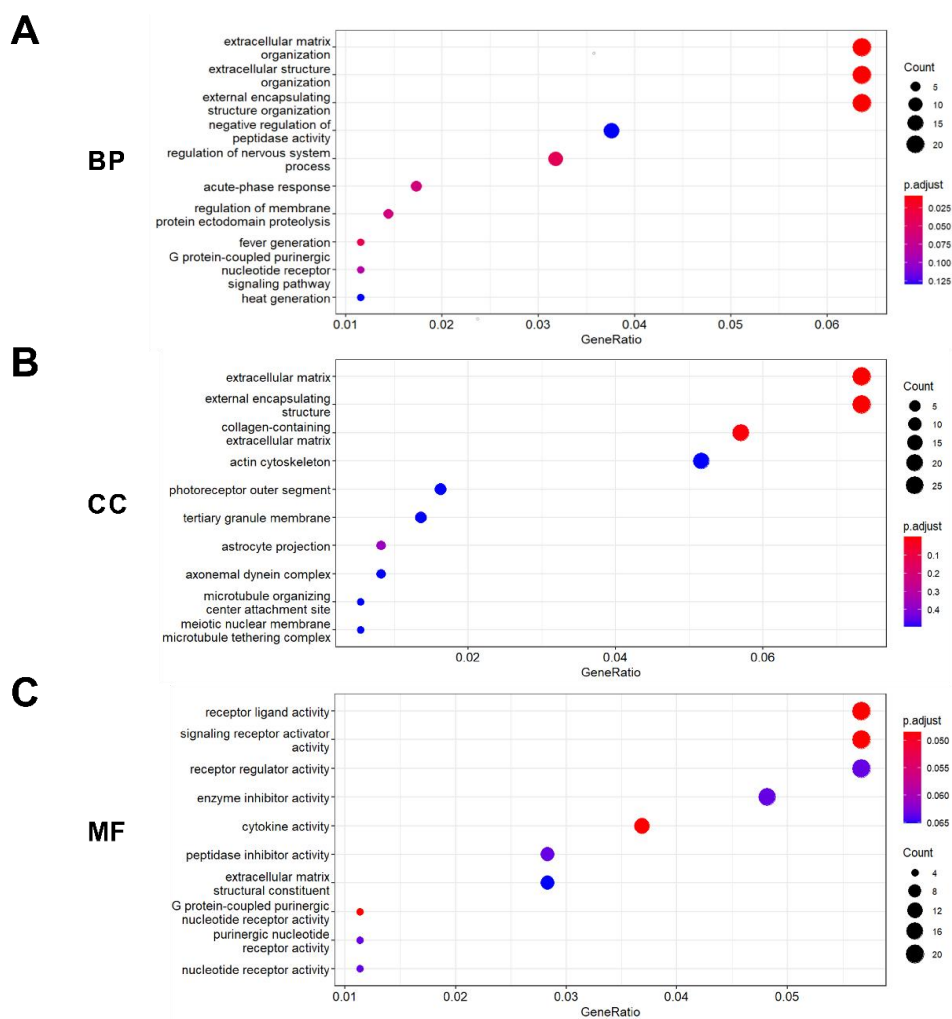 A
BP
extracellular matrix
organization
extracellular structure
organization
external encapsulating
structure organization
negative regulation of
peptidase activity
regulation of nervous system
process
acute-phase response
regulation of membrane
protein ectodomain proteolysis
fever generation
G protein-coupled purinergic
nucleotide receptor
signaling pathway
heat generation
0.01 0.02 0.03 0.04 0.05 0.06
GeneRatio
Count
5
10
15
20
p.adjust
0.025
0.050
0.075
0.100
0.125
B
CC
extracellular matrix
external encapsulating
structure
collagen-containing
extracellular matrix
actin cytoskeleton
photoreceptor outer segment
tertiary granule membrane
astrocyte projection
axonemal dynein complex
microtubule organizing
center attachment site
meiotic nuclear membrane
microtubule tethering complex
0.02 0.04 0.06
GeneRatio
Count
5
10
15
20
25
p.adjust
0.1
0.2
0.3
0.4
C
MF
receptor ligand activity
signaling receptor activator
activity
receptor regulator activity
enzyme inhibitor activity
cytokine activity
peptidase inhibitor activity
extracellular matrix
structural constituent
G protein-coupled purinergic
nucleotide receptor activity
purinergic nucleotide
receptor activity
nucleotide receptor activity
0.01 0.02 0.03 0.04 0.05
GeneRatio
p.adjust
0.050
0.055
0.060
0.065
Count
4
8
12
16
20